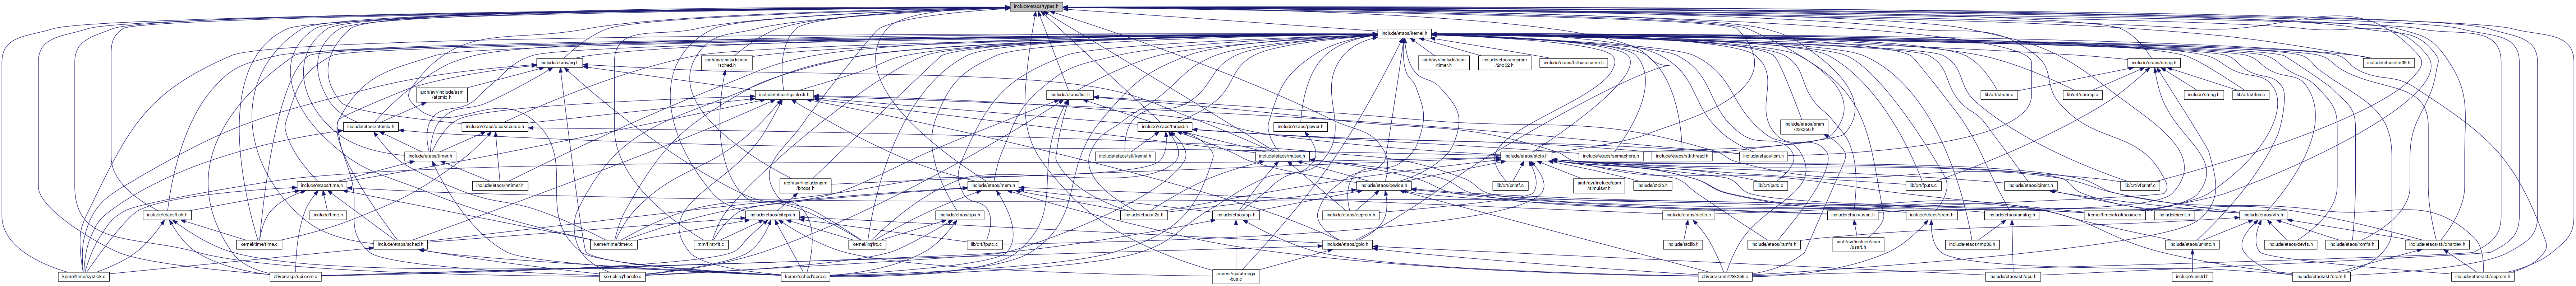 include/etaos/types.h
include/etaos/kernel.h
include/etaos/irq.h
arch/avr/include/asm
/sched.h
arch/avr/include/asm
/timer.h
include/etaos/eeprom
/24c02.h
include/etaos/fs/basename.h
include/etaos/string.h
include/etaos/lm35.h
arch/avr/include/asm
/atomic.h
include/etaos/spinlock.h
include/etaos/list.h
lib/crt/strchr.c
lib/crt/strcmp.c
include/string.h
lib/crt/strlen.c
include/etaos/atomic.h
include/etaos/clocksource.h
include/etaos/thread.h
include/etaos/power.h
include/etaos/sram
/23k256.h
include/etaos/timer.h
include/etaos/stl/kernel.h
include/etaos/mutex.h
include/etaos/stdio.h
include/etaos/semaphore.h
include/etaos/stl/thread.h
include/etaos/ipm.h
include/etaos/time.h
include/etaos/hrtimer.h
arch/avr/include/asm
/bitops.h
include/etaos/mem.h
include/etaos/device.h
lib/crt/printf.c
arch/avr/include/asm
/simulavr.h
include/stdio.h
lib/crt/putc.c
lib/crt/fputs.c
include/etaos/dirent.h
lib/crt/vfprintf.c
include/etaos/tick.h
include/time.h
include/etaos/bitops.h
include/etaos/cpu.h
include/etaos/i2c.h
include/etaos/spi.h
include/etaos/eeprom.h
include/etaos/stdlib.h
include/etaos/usart.h
include/etaos/sram.h
include/etaos/analog.h
kernel/time/clocksource.c
include/dirent.h
include/etaos/vfs.h
kernel/time/time.c
include/etaos/sched.h
kernel/time/timer.c
mm/first-fit.c
kernel/irq/irq.c
lib/crt/fputc.c
include/etaos/gpio.h
include/stdlib.h
include/etaos/ramfs.h
arch/avr/include/asm
/usart.h
include/etaos/tmp36.h
include/etaos/unistd.h
include/etaos/devfs.h
include/etaos/romfs.h
include/etaos/stl/chardev.h
kernel/time/systick.c
drivers/spi/spi-core.c
kernel/irq/handle.c
kernel/sched/core.c
drivers/spi/atmega
-bus.c
drivers/sram/23k256.c
include/etaos/stl/cpu.h
include/unistd.h
include/etaos/stl/sram.h
include/etaos/stl/eeprom.h